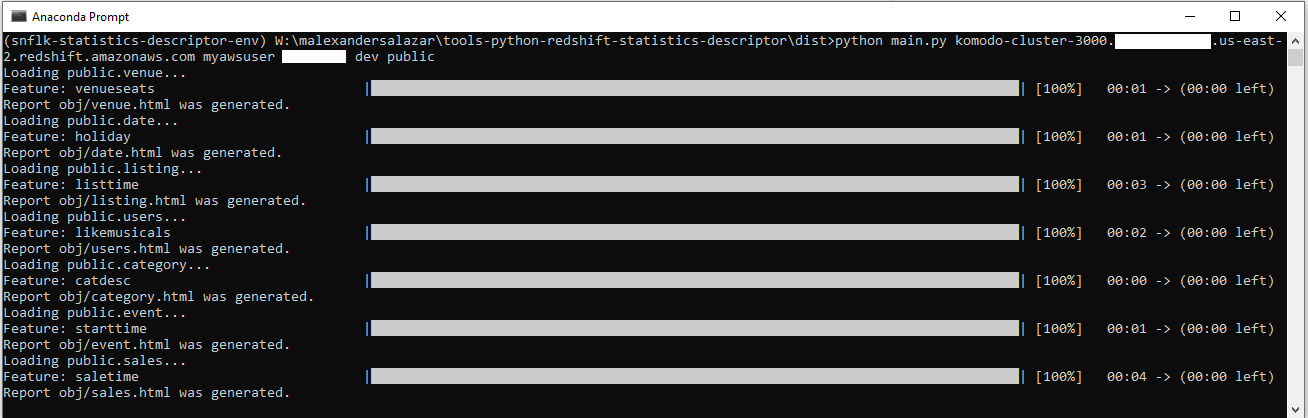 Anaconda Prompt
(snflk-statistics-descriptor-env) W:\malexandersalazar\tools-python-redshift-statistics-descriptor\dist>python main.py komodo-cluster-3000. .us-east-
2.redshift.amazonaws.com myawsuser dev public
Loading public.venue...
Feature: venueseats | | [100%] 00:01 -> (00:00 left)
Report obj/venue.html was generated.
Loading public.date...
Feature: holiday | | [100%] 00:01 -> (00:00 left)
Report obj/date.html was generated.
Loading public.listing...
Feature: listtime | | [100%] 00:03 -> (00:00 left)
Report obj/listing.html was generated.
Loading public.users...
Feature: likemusicals | | [100%] 00:02 -> (00:00 left)
Report obj/users.html was generated.
Loading public.category...
Feature: catdesc | | [100%] 00:00 -> (00:00 left)
Report obj/category.html was generated.
Loading public.event...
Feature: starttime | | [100%] 00:01 -> (00:00 left)
Report obj/event.html was generated.
Loading public.sales...
Feature: saletime | | [100%] 00:04 -> (00:00 left)
Report obj/sales.html was generated.